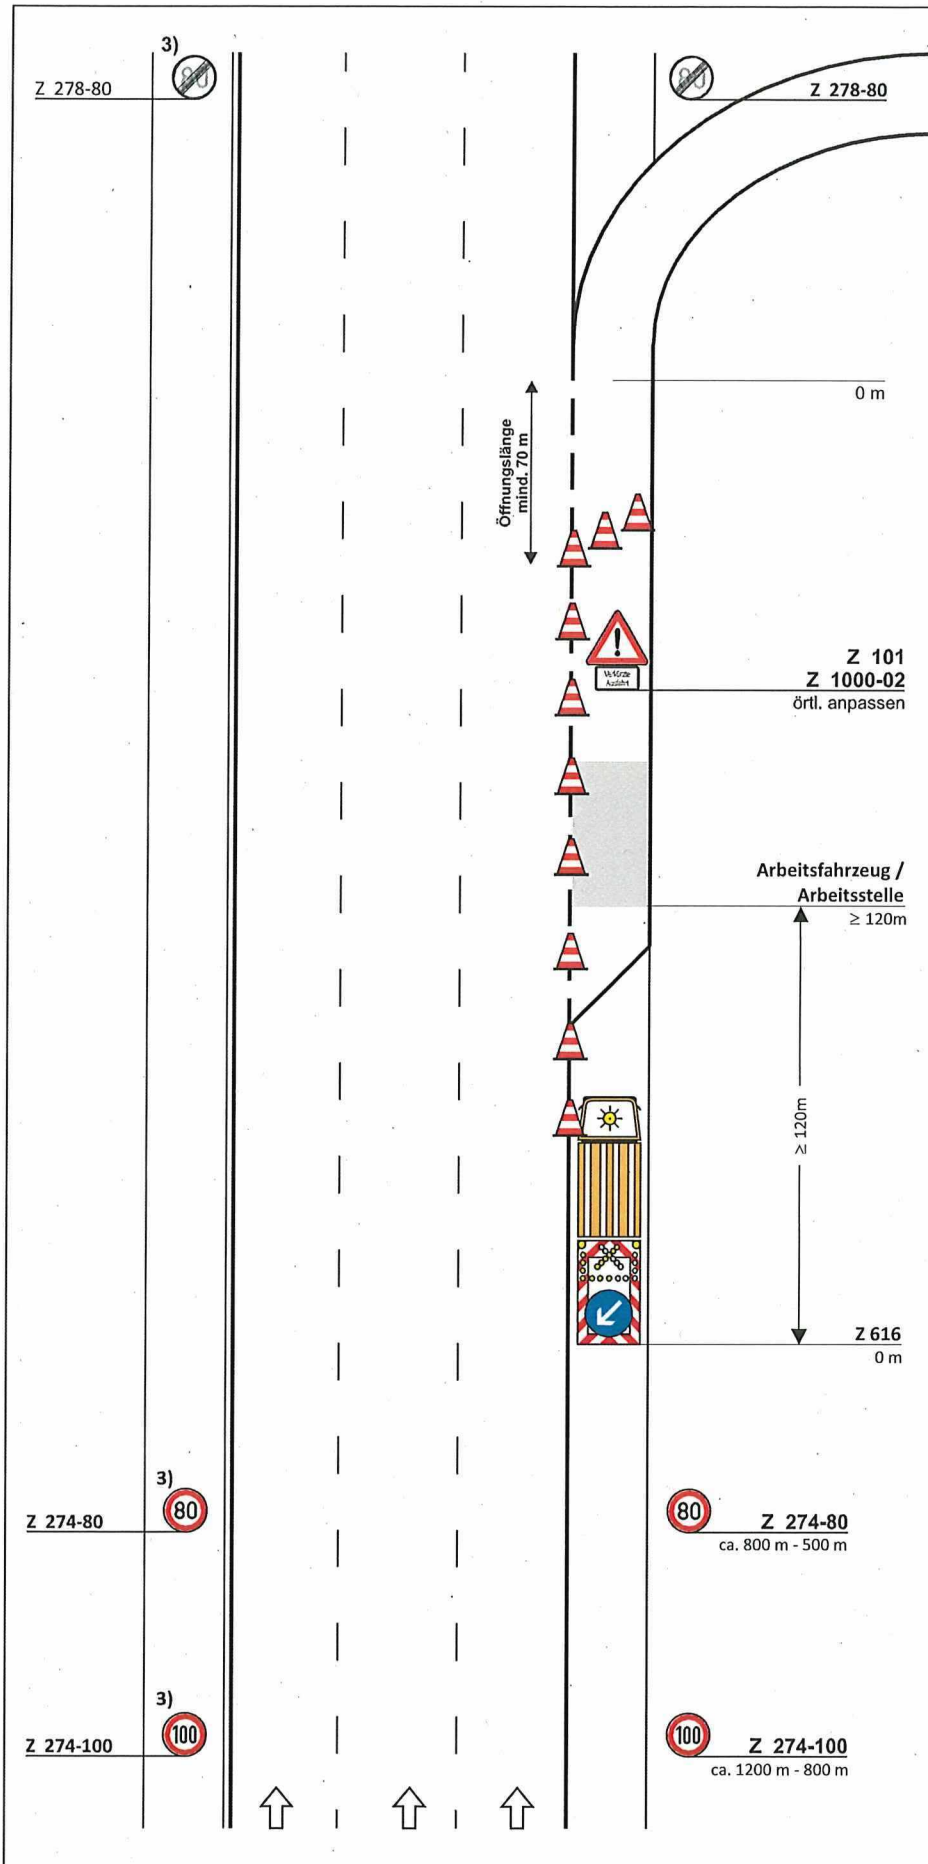 3)
Z 278-80
Z 278-80
0 m
Öffnungslänge
mind. 70 m
Z 101
Z 1000-02
örtl. anpassen
Arbeitsfahrzeug /
Arbeitsstelle
≥ 120m
≥ 120m
Z 616
0 m
3)
80
Z 274-80
80
Z 274-80
ca. 800 m - 500 m
3)
100
Z 274-100
100
Z 274-100
ca. 1200 m - 800 m